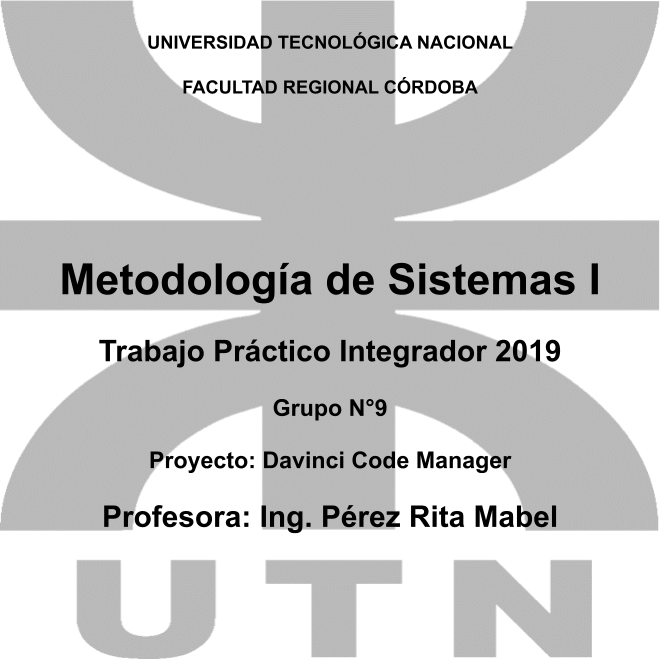 UNIVERSIDAD TECNOLÓGICA NACIONAL
FACULTAD REGIONAL CÓRDOBA
Metodología de Sistemas I
Trabajo Práctico Integrador 2019
Grupo N°9
Proyecto: Davinci Code Manager
Profesora: Ing. Pérez Rita Mabel
UTN